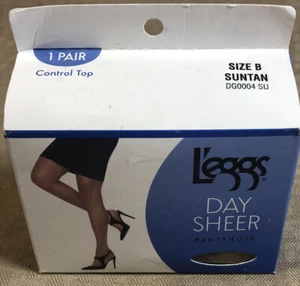 1 PAIR
Control Top
SIZE B
SUNTAN
DG0004 SU
L'eggs
DAY
SHEER
PANTYHOSE